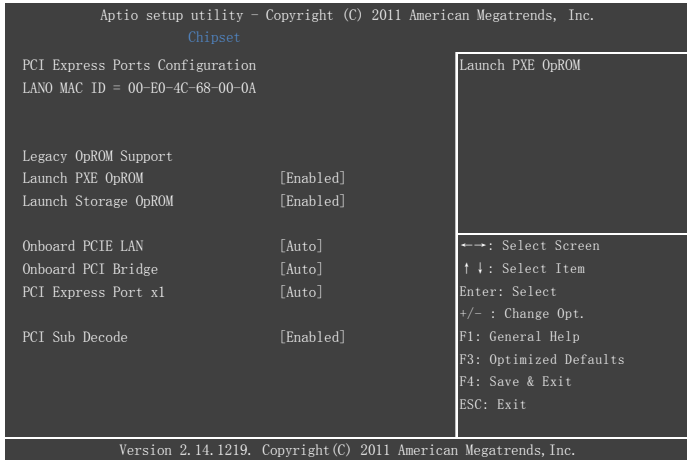 Aptio setup utility - Copyright (C) 2011 American Megatrends, Inc.
Chipset
PCI Express Ports Configuration
LANO MAC ID = 00-E0-4C-68-00-0A
Legacy OpROM Support
Launch PXE OpROM [Enabled]
Launch Storage OpROM [Enabled]
Onboard PCIE LAN [Auto]
Onboard PCI Bridge [Auto]
PCI Express Port x1 [Auto]
PCI Sub Decode [Enabled]
Launch PXE OpROM
←→: Select Screen
↑↓: Select Item
Enter: Select
+/- : Change Opt.
F1: General Help
F3: Optimized Defaults
F4: Save & Exit
ESC: Exit
Version 2.14.1219. Copyright(C) 2011 American Megatrends,Inc.